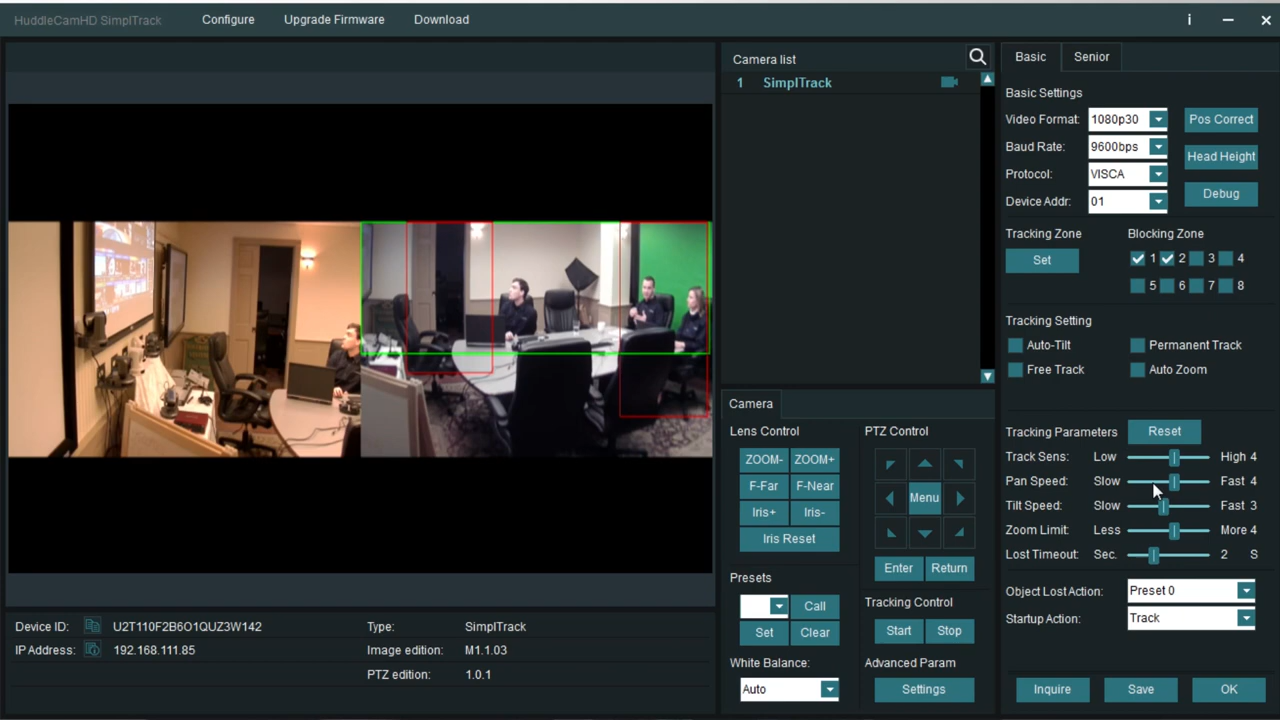 HuddleCamHD SimplTrack Configure Upgrade Firmware Download i
Camera list
1 SimplTrack
Basic Senior
Basic Settings
Video Format: 1080p30 Pos Correct
Baud Rate: 9600bps Head Height
Protocol: VISCA
Debug
Device Addr: 01
Tracking Zone Blocking Zone
Set 1 2 3 4
5 6 7 8
Tracking Setting
Auto-Tilt Permanent Track
Free Track Auto Zoom
Tracking Parameters Reset
Track Sens: Low High 4
Pan Speed: Slow Fast 4
Tilt Speed: Slow Fast 3
Zoom Limit: Less More 4
Lost Timeout: Sec. 2 S
Object Lost Action: Preset 0
Startup Action: Track
Inquire Save OK
Camera
Lens Control
ZOOM- ZOOM+
F-Far F-Near
Iris+ Iris-
Iris Reset
PTZ Control
Menu
Enter Return
Presets
Call
Set Clear
Tracking Control
Start Stop
White Balance:
Auto
Advanced Param
Settings
Device ID: U2T110F2B6O1QUZ3W142 Type: SimplTrack
IP Address: 192.168.111.85 Image edition: M1.1.03
PTZ edition: 1.0.1